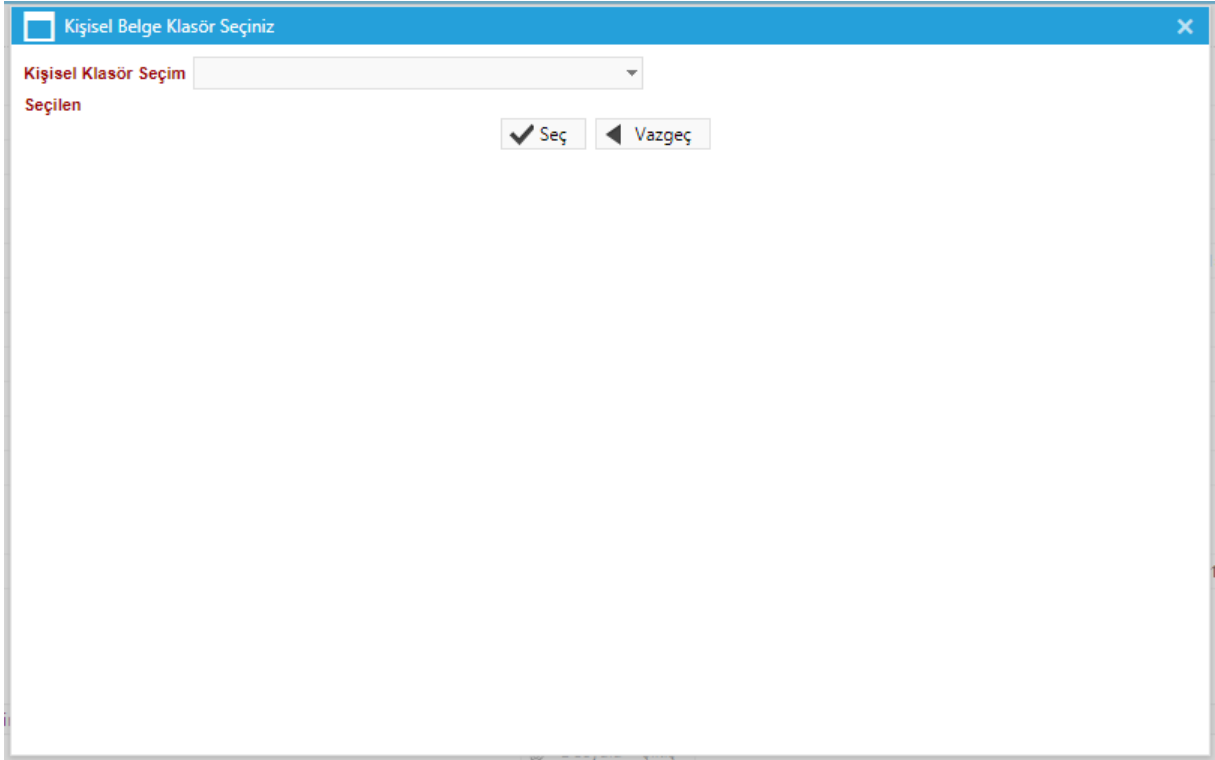 Kişisel Belge Klasör Seçiniz
Kişisel Klasör Seçim
Seçilen
Seç Vazgeç